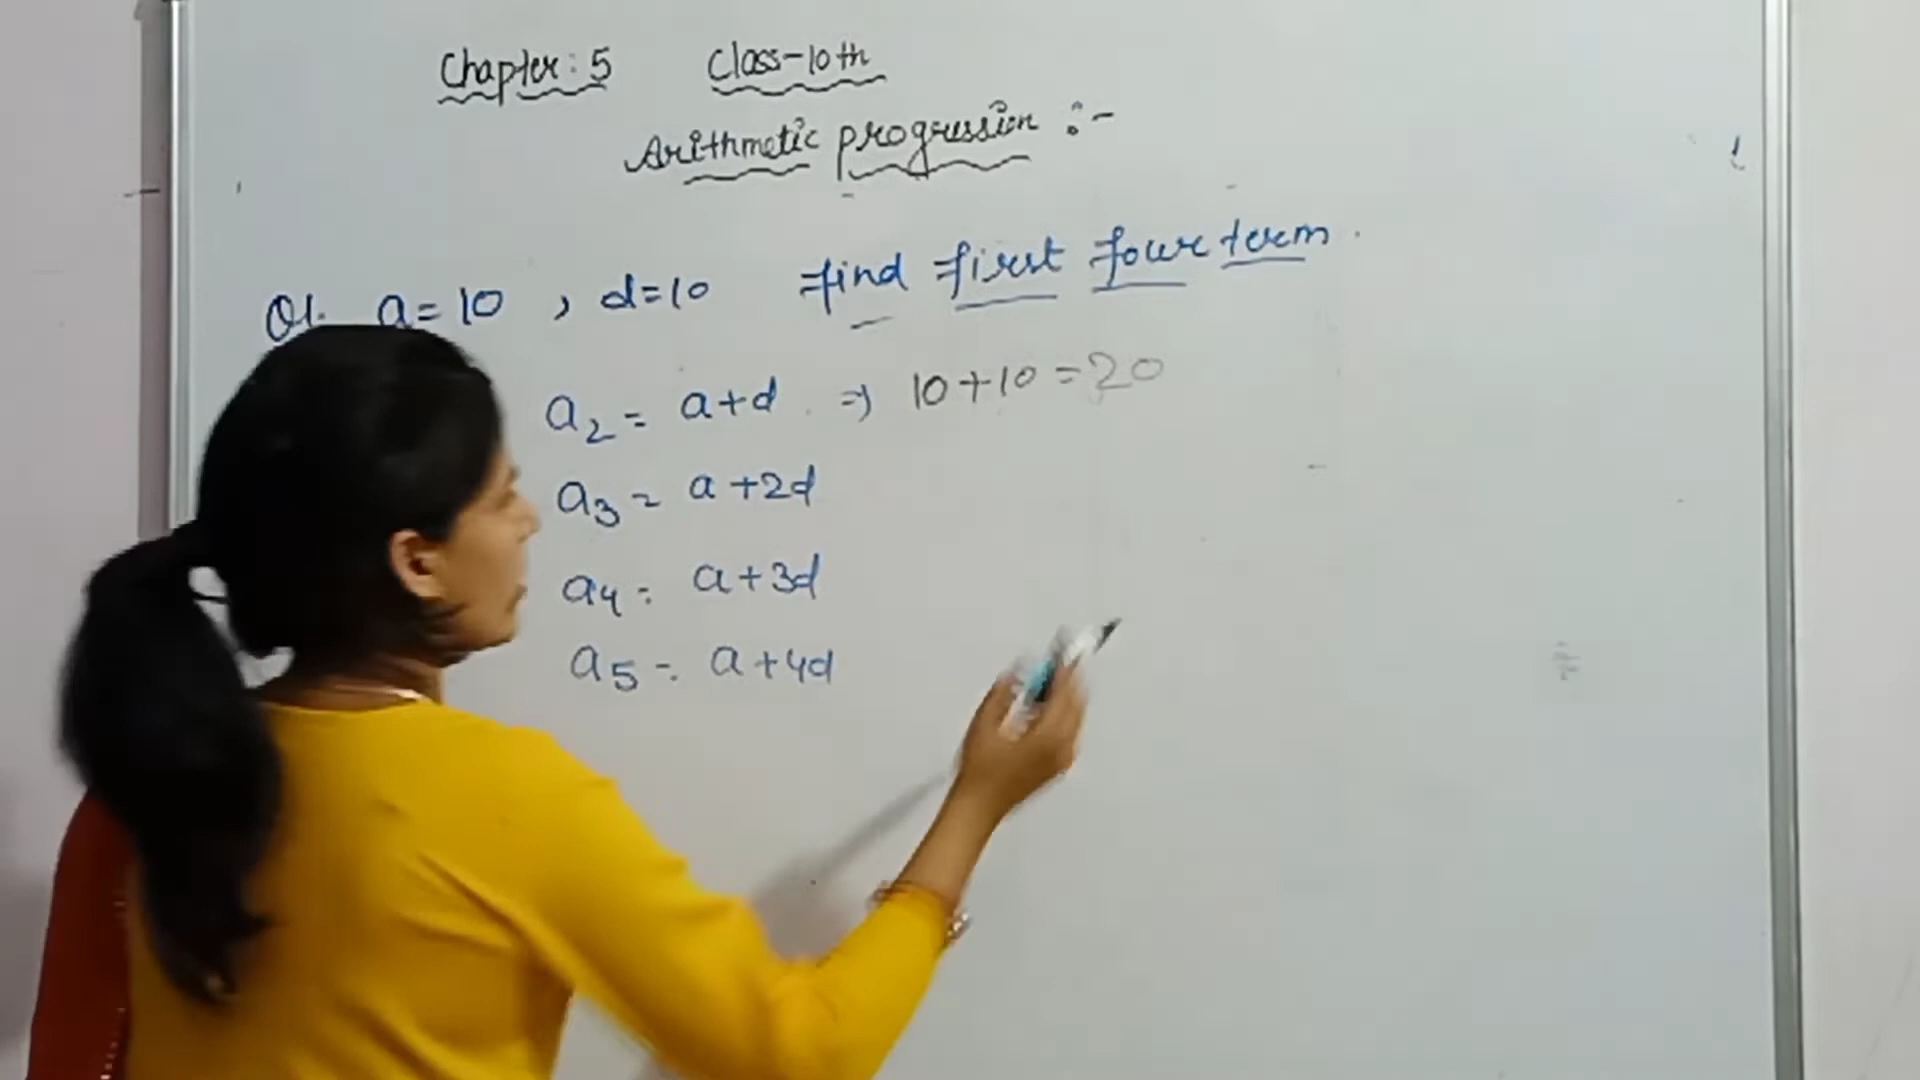 Chapter: 5 Class-10th
Arithmetic progression :-
Q1. a=10 , d=10 find first four term.
a2 = a+d ⇒ 10+10=20
a3 = a+2d
a4 = a+3d
a5 = a+4d